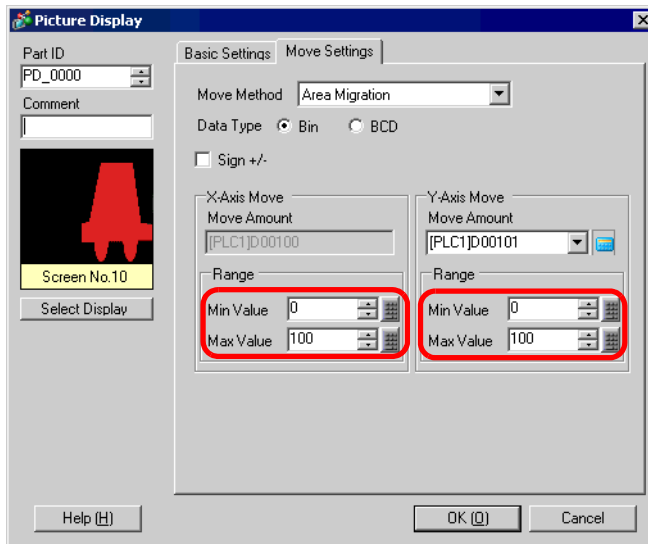 Picture Display
Part ID
PD_0000
Comment
Screen No.10
Select Display
Basic Settings Move Settings
Move Method Area Migration
Data Type Bin BCD
Sign +/-
X-Axis Move
Move Amount
[PLC1]D00100
Range
Min Value 0
Max Value 100
Y-Axis Move
Move Amount
[PLC1]D00101
Range
Min Value 0
Max Value 100
Help (H) OK (O) Cancel